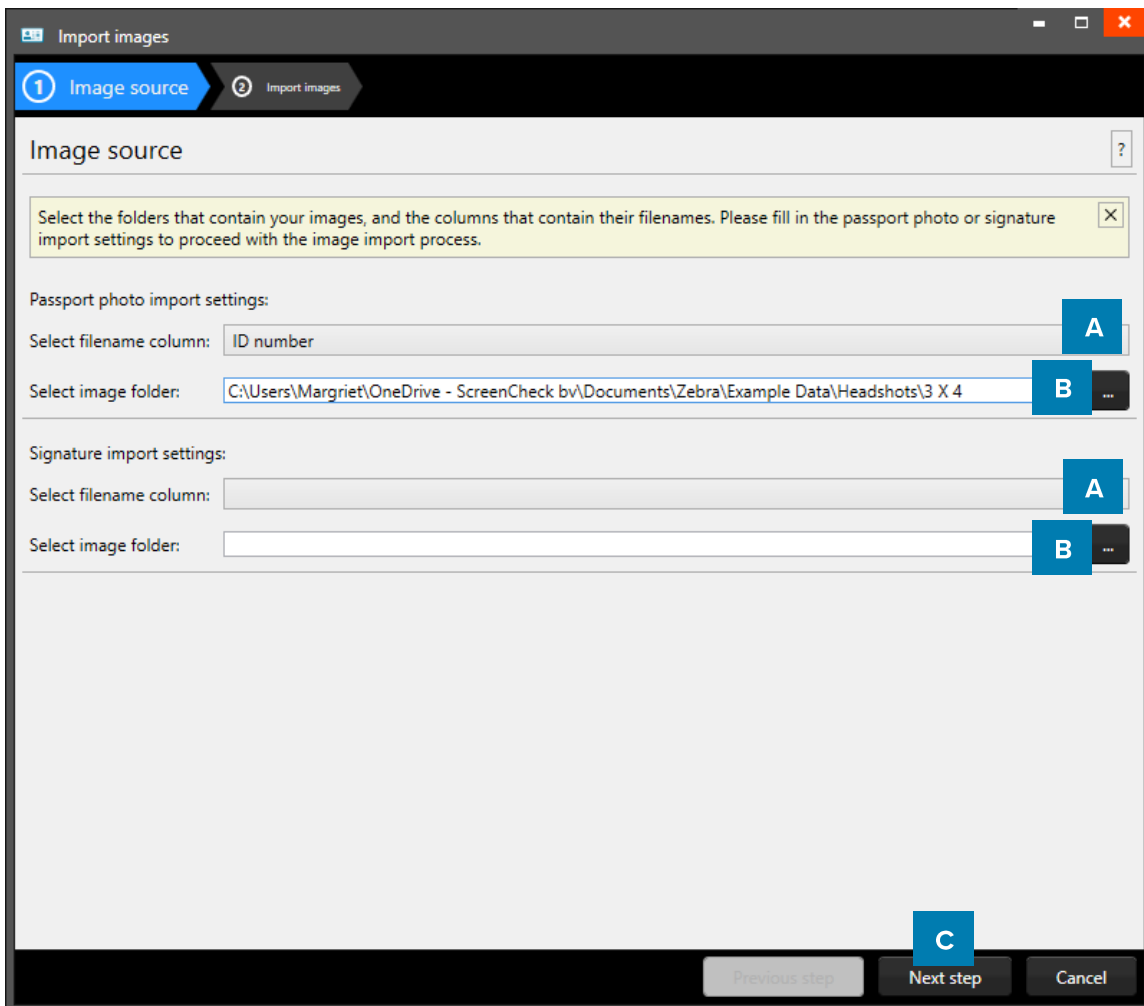 Import images
1 Image source 2 Import images
Image source ?
Select the folders that contain your images, and the columns that contain their filenames. Please fill in the passport photo or signature
import settings to proceed with the image import process.
Passport photo import settings:
A
Select filename column: ID number
Select image folder: C:\Users\Margriet\OneDrive - ScreenCheck bv\Documents\Zebra\Example Data\Headshots\3 X 4 B ...
Signature import settings:
A
Select filename column:
Select image folder: B ...
C
Previous step Next step Cancel